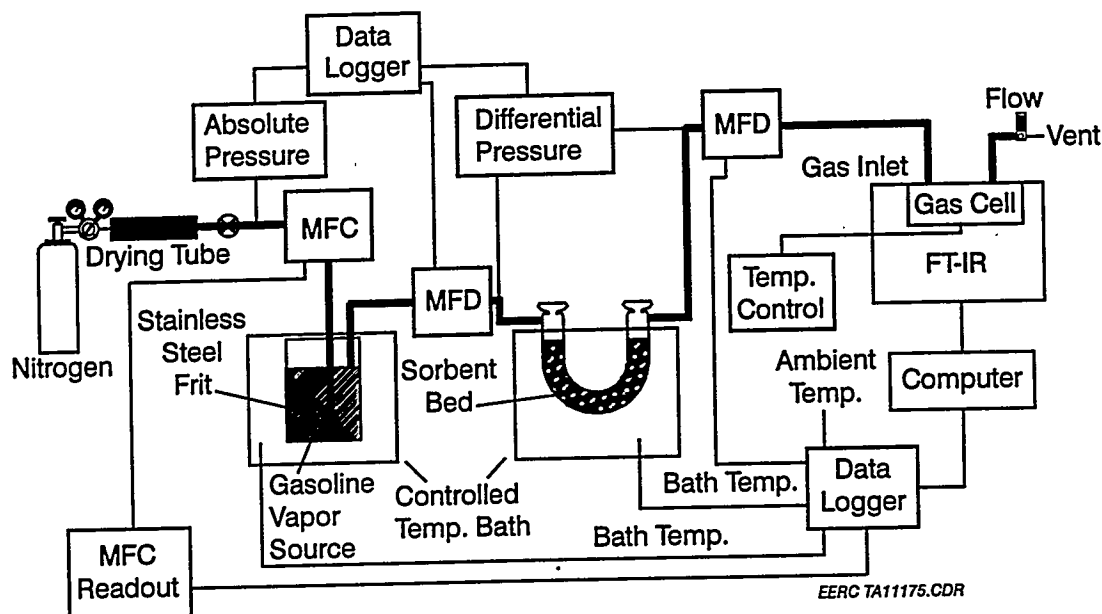 Data
Logger
Absolute
Pressure
Differential
Pressure
MFD
Flow
Vent
Gas Inlet
Gas Cell
FT-IR
MFC
Drying Tube
MFD
Temp.
Control
Nitrogen
Stainless
Steel
Frit
Sorbent
Bed
Ambient
Temp.
Computer
Gasoline
Vapor
Source
Controlled
Temp. Bath
Bath Temp.
Data
Logger
Bath Temp.
MFC
Readout
EERC TA11175.CDR